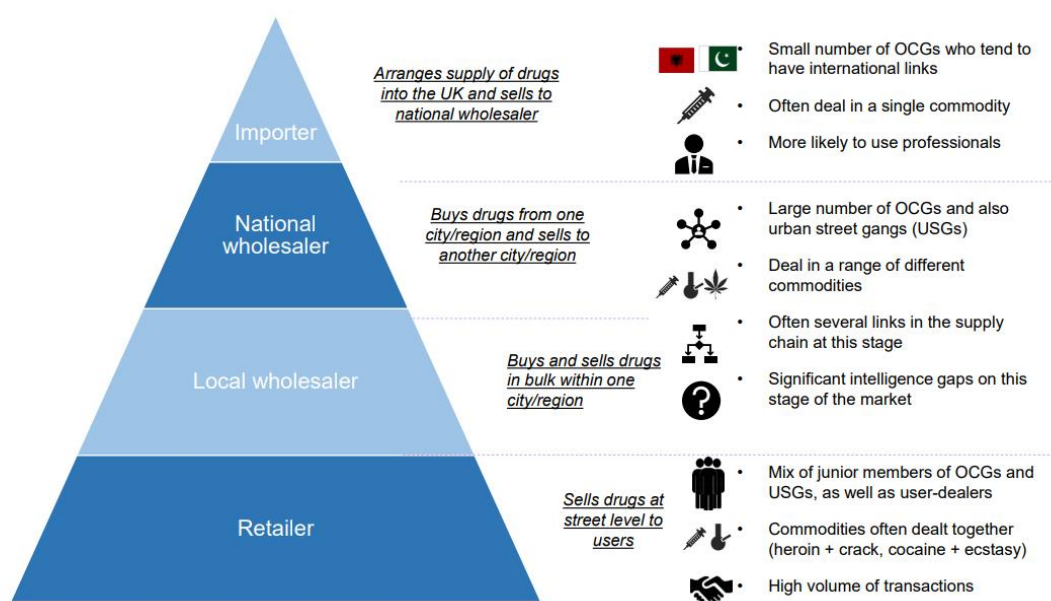 Importer
Arranges supply of drugs
into the UK and sells to
national wholesaler
• Small number of OCGs who tend to
have international links
• Often deal in a single commodity
• More likely to use professionals
National
wholesaler
Buys drugs from one
city/region and sells to
another city/region
• Large number of OCGs and also
urban street gangs (USGs)
• Deal in a range of different
commodities
Local wholesaler
Buys and sells drugs
in bulk within one
city/region
• Often several links in the supply
chain at this stage
• Significant intelligence gaps on this
stage of the market
Retailer
Sells drugs at
street level to
users
• Mix of junior members of OCGs and
USGs, as well as user-dealers
• Commodities often dealt together
(heroin + crack, cocaine + ecstasy)
• High volume of transactions